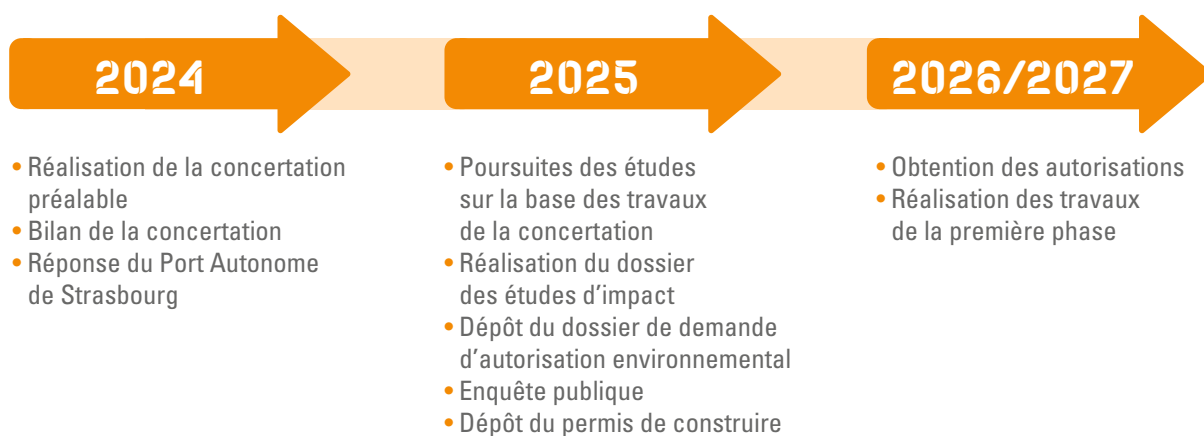 2024
• Réalisation de la concertation
préalable
• Bilan de la concertation
• Réponse du Port Autonome
de Strasbourg
2025
• Poursuites des études
sur la base des travaux
de la concertation
• Réalisation du dossier
des études d’impact
• Dépôt du dossier de demande
d’autorisation environnemental
• Enquête publique
• Dépôt du permis de construire
2026/2027
• Obtention des autorisations
• Réalisation des travaux
de la première phase